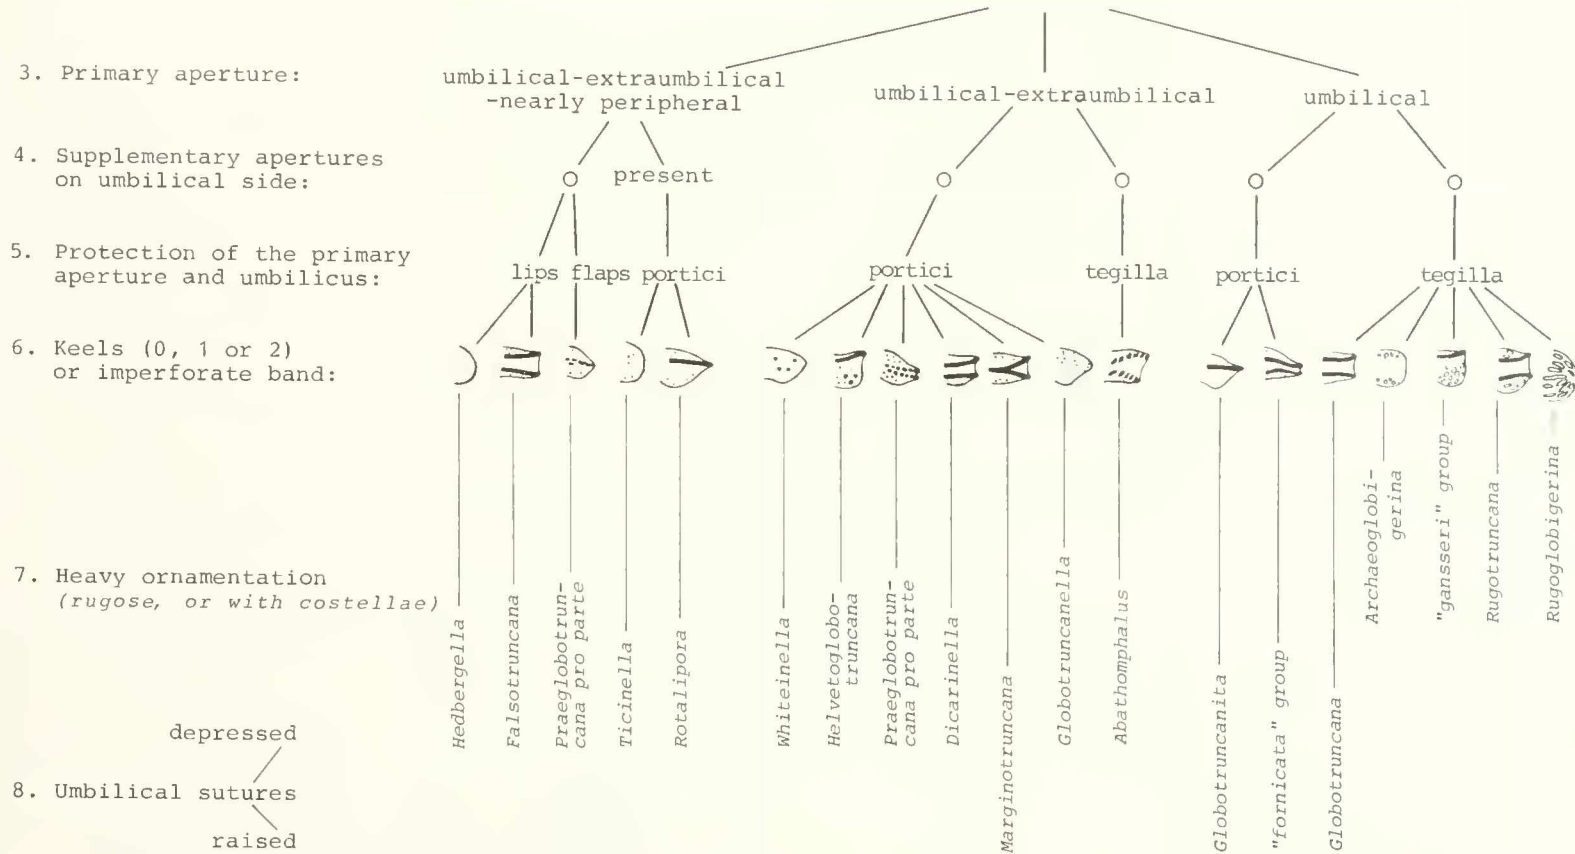 3. Primary aperture:
umbilical-extraumbilical
-nearly peripheral
umbilical-extraumbilical
umbilical
4. Supplementary apertures
on umbilical side:
O
present
O
O
O
O
5. Protection of the primary
aperture and umbilicus:
lips
flaps
portici
portici
tegilla
portici
tegilla
6. Keels (0, 1 or 2)
or imperforate band:
7. Heavy ornamentation
(rugose, or with costellae)
Hedbergella
Falsotruncana
Praeglobotrun-
cana pro parte
Ticinella
Rotalipora
Whiteinella
Helvetoglobo-
truncana
Praeglobotrun-
cana pro parte
Dicarinella
Marginotruncana
Globotruncanella
Abathomphalus
Globotruncanita
"fornicata" group
Globotruncana
Archaeoglobi-
gerina
"gansseri" group
Rugotruncana
Rugoglobigerina
depressed
8. Umbilical sutures
raised